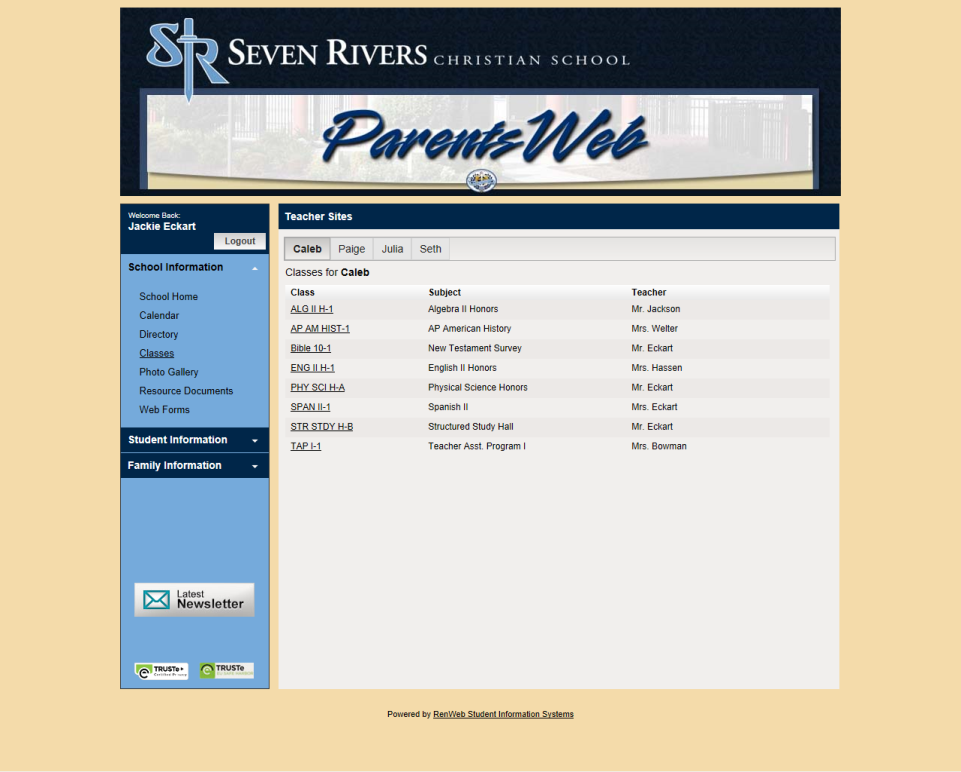 SR SEVEN RIVERS CHRISTIAN SCHOOL
ParentsWeb
Welcome Back:
Jackie Eckart
Logout
School Information
School Home
Calendar
Directory
Classes
Photo Gallery
Resource Documents
Web Forms
Student Information
Family Information
Latest
Newsletter
TRUSTe
Certified Privacy
TRUSTe
Teacher Sites
Caleb Paige Julia Seth
Classes for Caleb
Class Subject Teacher
ALG II H-1 Algebra II Honors Mr. Jackson
AP AM HIST-1 AP American History Mrs. Welter
Bible 10-1 New Testament Survey Mr. Eckart
ENG II H-1 English II Honors Mrs. Hassen
PHY SCI H-A Physical Science Honors Mr. Eckart
SPAN II-1 Spanish II Mrs. Eckart
STR STDY H-B Structured Study Hall Mr. Eckart
TAP I-1 Teacher Asst. Program I Mrs. Bowman
Powered by RenWeb Student Information Systems